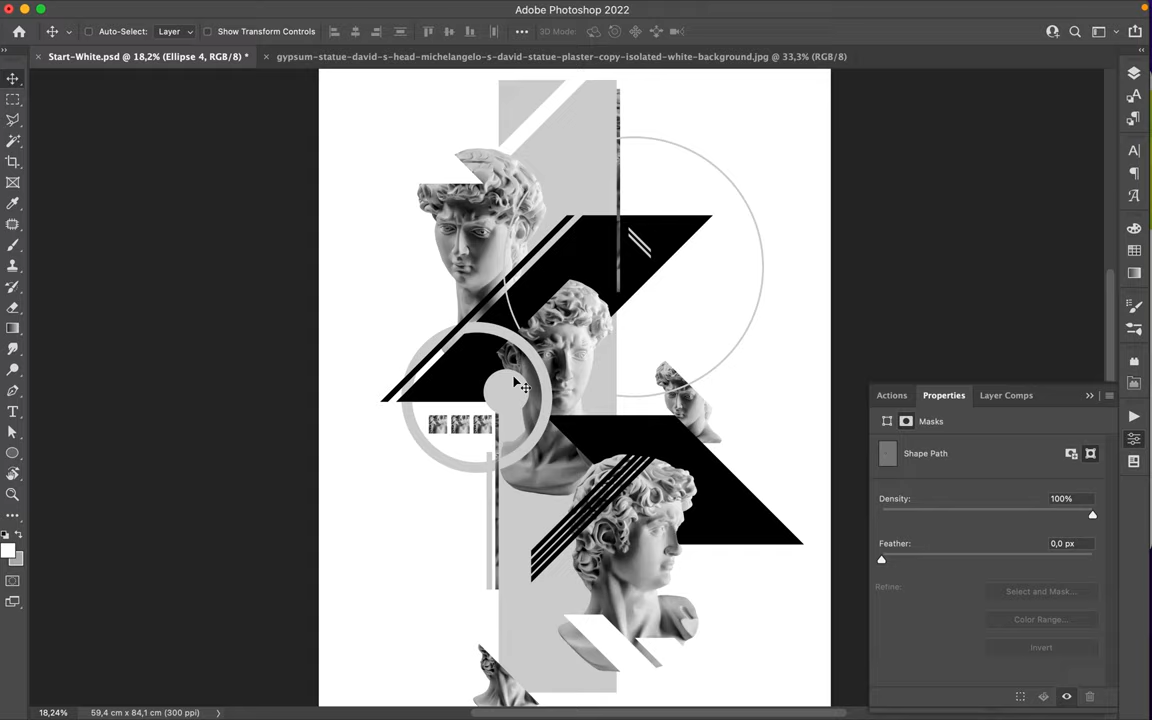 Adobe Photoshop 2022
Auto-Select: Layer Show Transform Controls 3D Mode:
Start-White.psd @ 18,2% (Ellipse 4, RGB/8) *
gypsum-statue-david-s-head-michelangelo-s-david-statue-plaster-copy-isolated-white-background.jpg @ 33,3% (RGB/8)
Actions Properties Layer Comps
Masks
Shape Path
Density: 100%
Feather: 0,0 px
Refine: Select and Mask...
Color Range...
Invert
18,24% 59,4 cm x 84,1 cm (300 ppi)